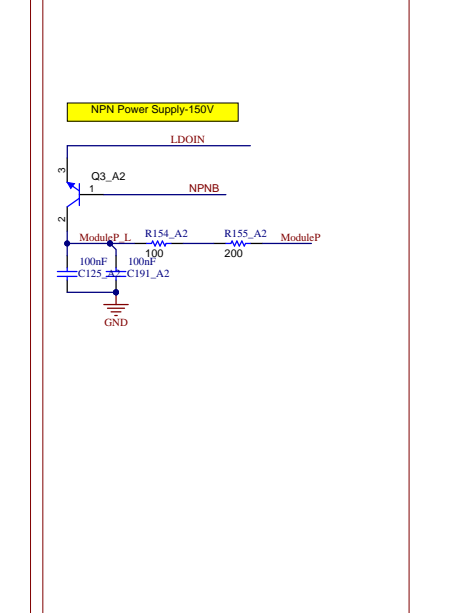 NPN Power Supply-150V
LDOIN
3
Q3_A2
1
NPNB
2
ModuleP_L
R154_A2
R155_A2
ModuleP
100
200
100nF
100nF
C125_A2
C191_A2
GND